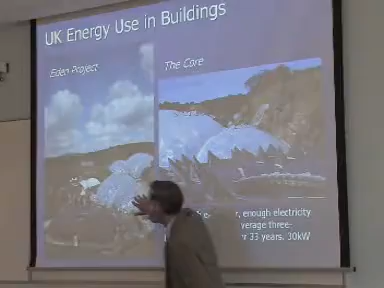 UK Energy Use in Buildings
Eden Project
The Core
, enough electricity
verage three-
33 years. 30kW